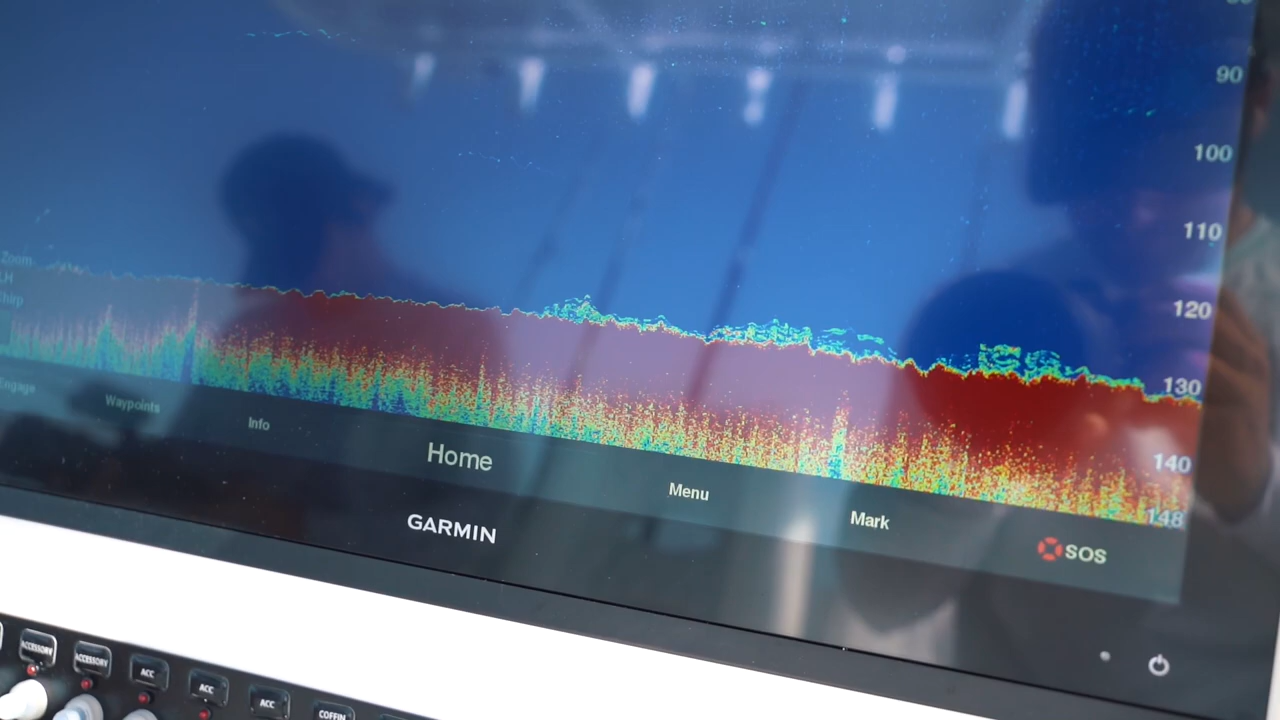 90
100
110
120
130
140
148
Zoom
LH
Chirp
Engage
Waypoints
Info
Home
Menu
Mark
SOS
GARMIN
ACCESSORY
ACCESSORY
ACC
ACC
ACC
COFFIN